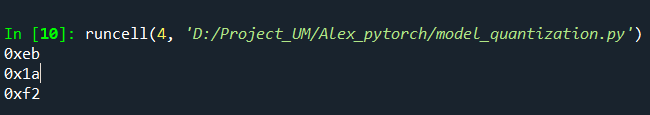 In [10]: runcell(4, 'D:/Project_UM/Alex_pytorch/model_quantization.py')
0xeb
0x1a
0xf2